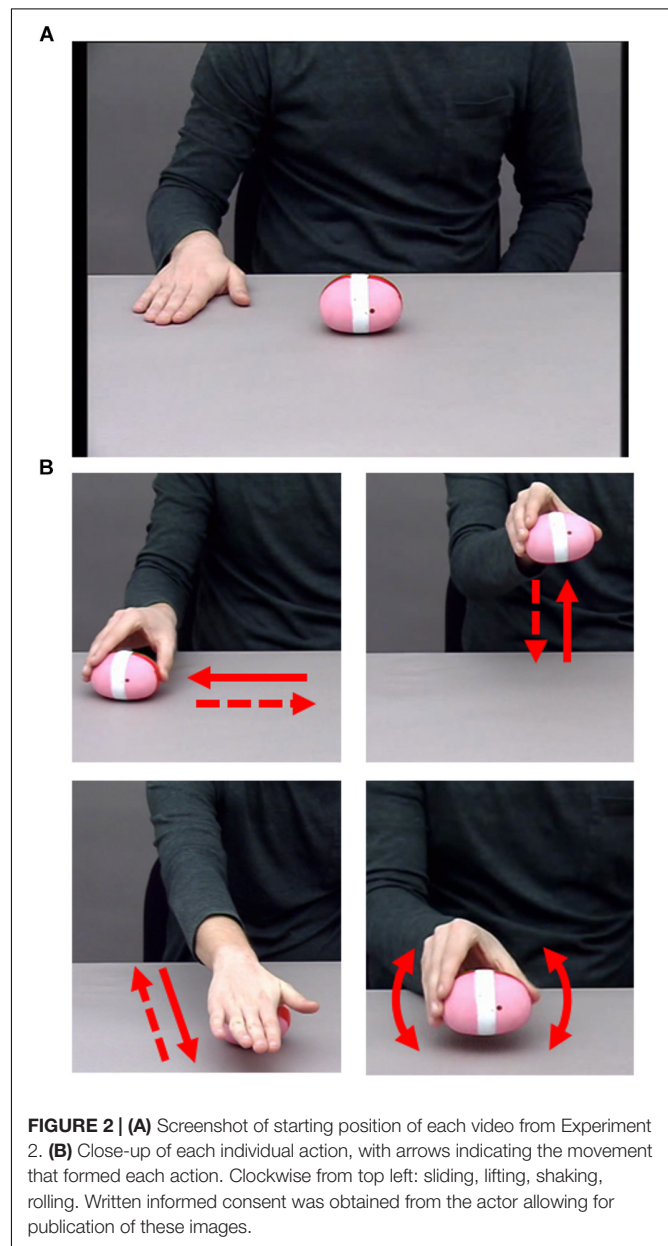 A
B
FIGURE 2 | (A) Screenshot of starting position of each video from Experiment
2. (B) Close-up of each individual action, with arrows indicating the movement
that formed each action. Clockwise from top left: sliding, lifting, shaking,
rolling. Written informed consent was obtained from the actor allowing for
publication of these images.